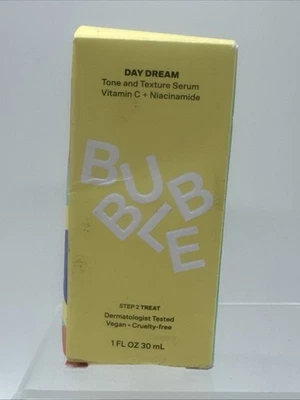 DAY DREAM
Tone and Texture Serum
Vitamin C + Niacinamide
BUBBLE
STEP 2 TREAT
Dermatologist Tested
Vegan • Cruelty-free
1 FL OZ 30 mL